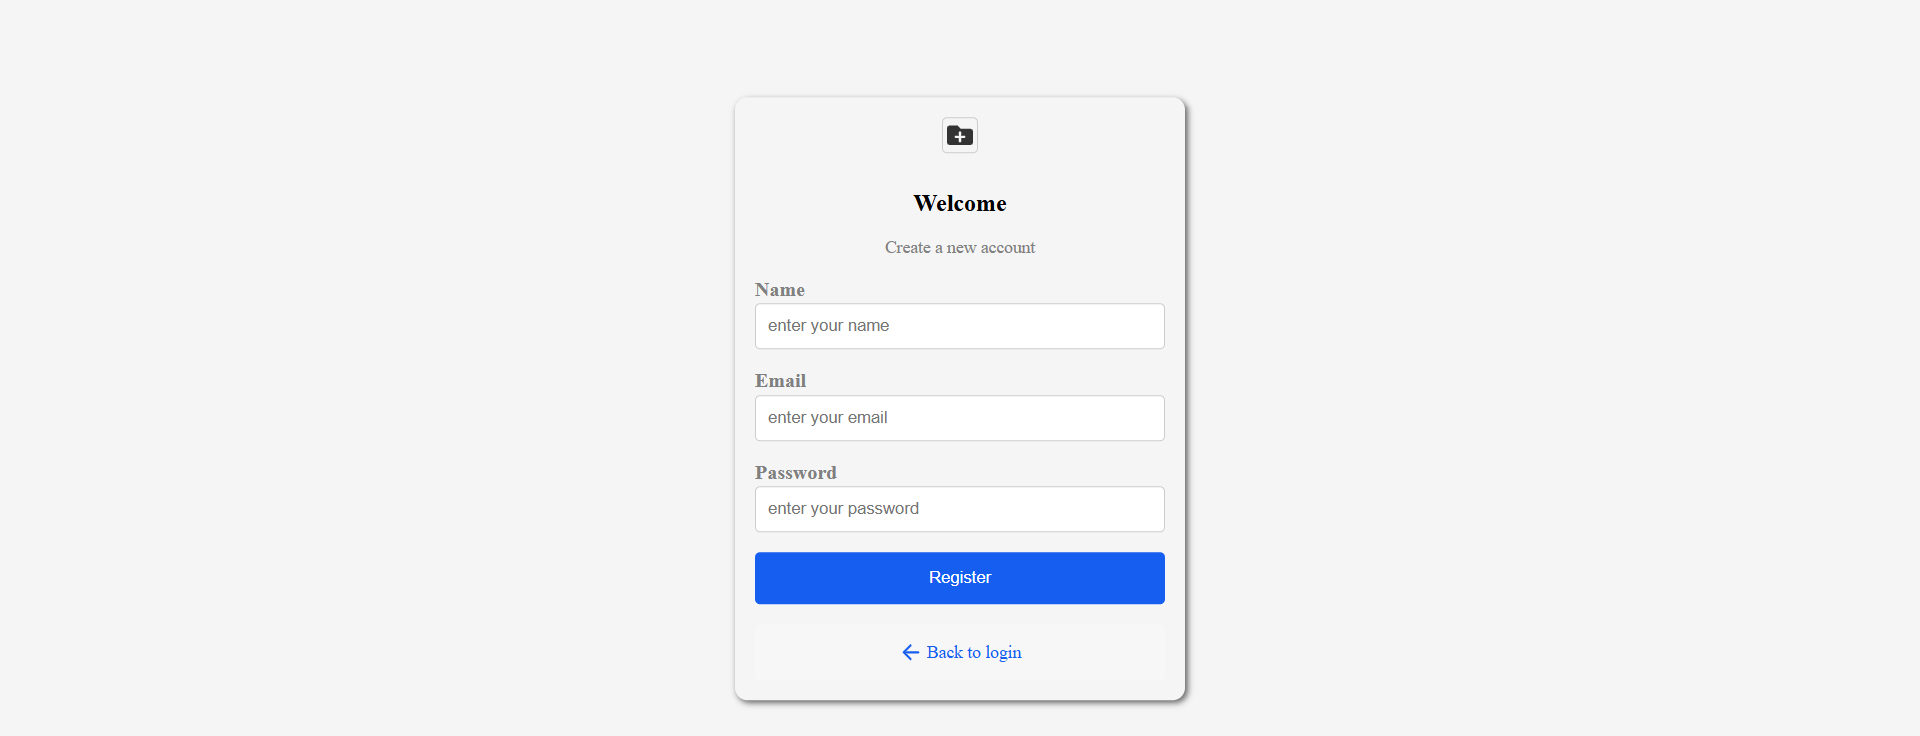 Welcome
Create a new account
Name
enter your name
Email
enter your email
Password
enter your password
Register
Back to login